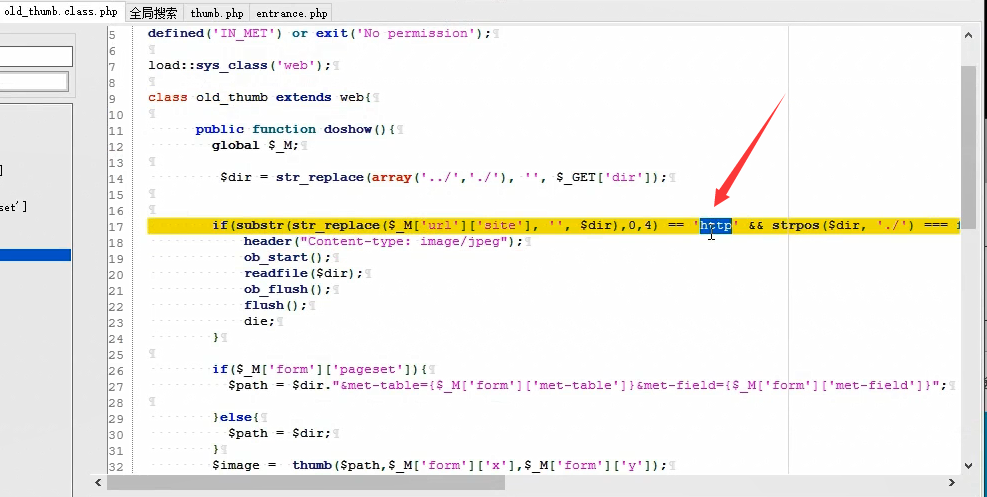 old_thumb.class.php 全局搜索 thumb.php entrance.php
]
set']
5 defined('IN_MET') or exit('No permission');
6
7 load::sys_class('web');
8
9 class old_thumb extends web{
10
11 public function doshow(){
12 global $_M;
13
14 $dir = str_replace(array('../','./'), '', $_GET['dir']);
15
16
17 if(substr(str_replace($_M['url']['site'], '', $dir),0,4) == 'http' && strpos($dir, './') === f
18 header("Content-type: image/jpeg");
19 ob_start();
20 readfile($dir);
21 ob_flush();
22 flush();
23 die;
24 }
25
26 if($_M['form']['pageset']){
27 $path = $dir."&met-table={$_M['form']['met-table']}&met-field={$_M['form']['met-field']}";
28
29 }else{
30 $path = $dir;
31 }
32 $image = thumb($path,$_M['form']['x'],$_M['form']['y']);